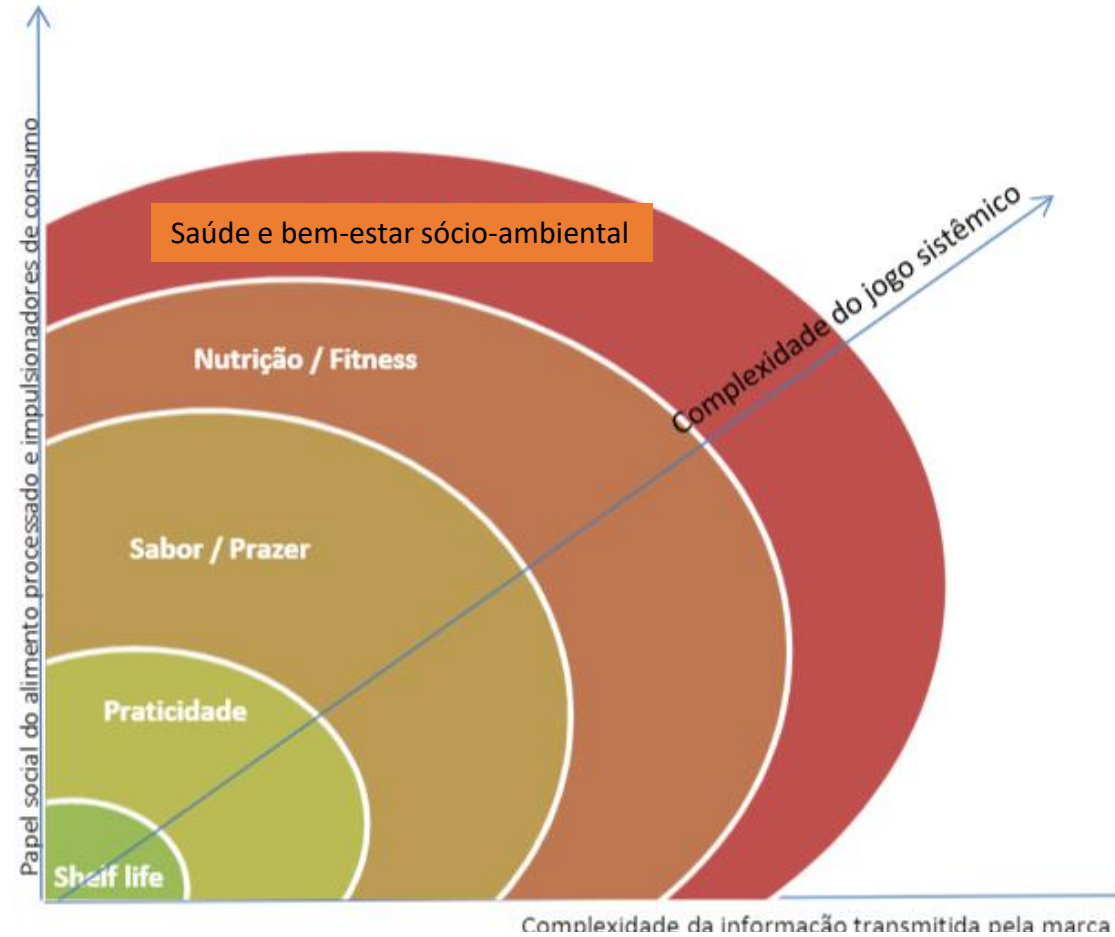 Papel social do alimento processado e impulsionadores de consumo
Saúde e bem-estar sócio-ambiental
Complexidade do jogo sistêmico
Nutrição / Fitness
Sabor / Prazer
Praticidade
Shelf life
Complexidade da informação transmitida pela marca